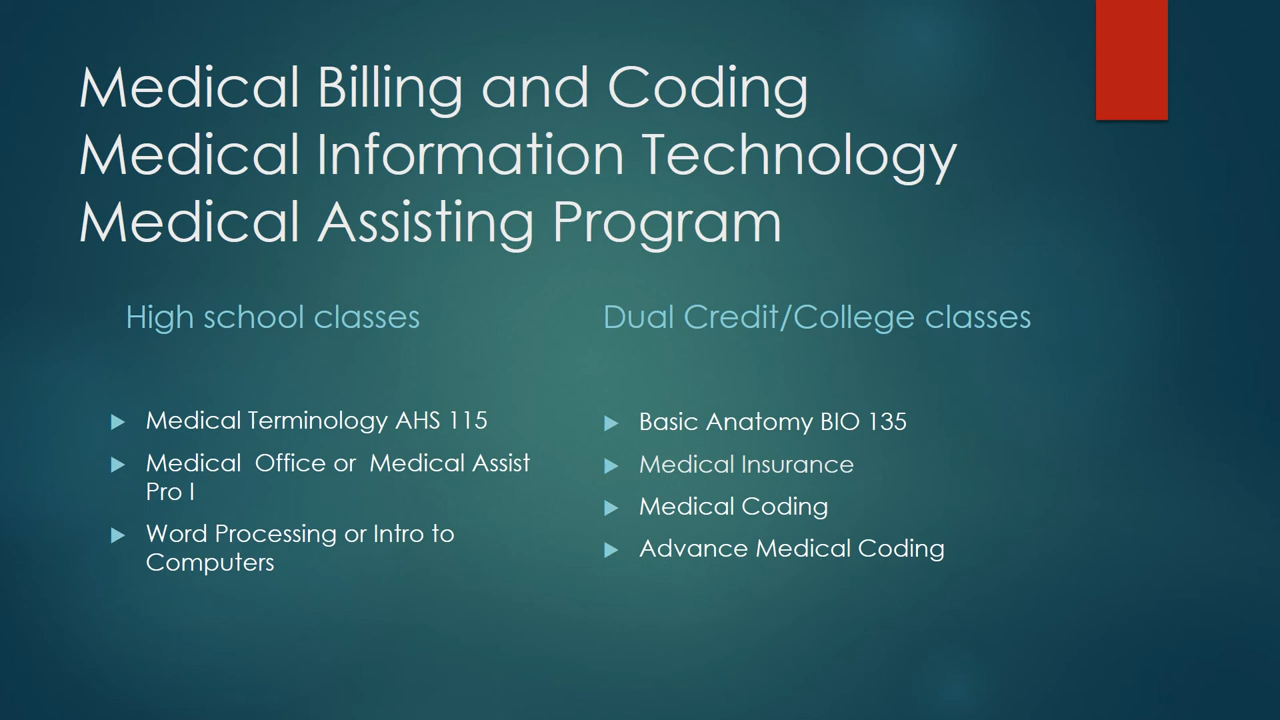 Medical Billing and Coding
Medical Information Technology
Medical Assisting Program
High school classes
Medical Terminology AHS 115
Medical  Office or  Medical Assist
Pro I
Word Processing or Intro to
Computers
Dual Credit/College classes
Basic Anatomy BIO 135
Medical Insurance
Medical Coding
Advance Medical Coding